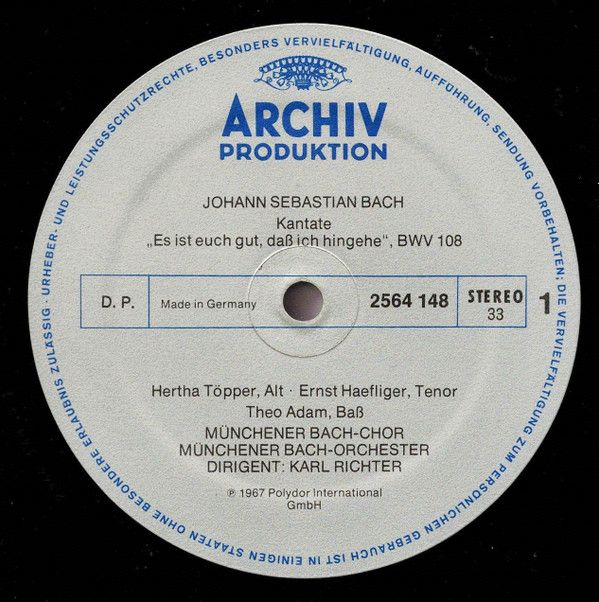 URHEBER- UND LEISTUNGSSCHUTZRECHTE, BESONDERS VERVIELFÄLTIGUNG, AUFFÜHRUNG, SENDUNG VORBEHALTEN: DIE VERVIELFÄLTIGUNG ZUM PERSÖNLICHEN GEBRAUCH IST IN EINIGEN STAATEN OHNE BESONDERE ERLAUBNIS ZULÄSSIG ·
ARCHIV
PRODUKTION
JOHANN SEBASTIAN BACH
Kantate
„Es ist euch gut, daß ich hingehe“, BWV 108
D. P. Made in Germany 2564 148 STEREO 1
33
Hertha Töpper, Alt · Ernst Haefliger, Tenor
Theo Adam, Baß
MÜNCHENER BACH-CHOR
MÜNCHENER BACH-ORCHESTER
DIRIGENT: KARL RICHTER
℗ 1967 Polydor International
GmbH